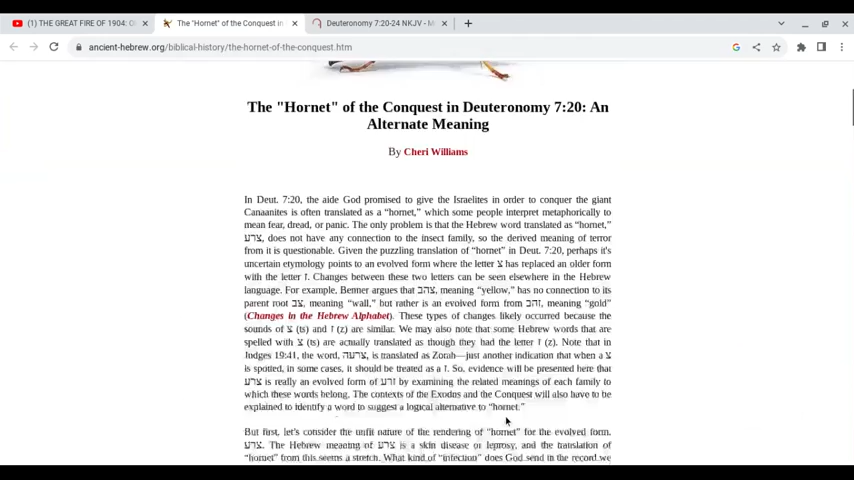 (1) THE GREAT FIRE OF 1904: C
The "Hornet" of the Conquest in
Deuteronomy 7:20-24 NKJV - M
ancient-hebrew.org/biblical-history/the-hornet-of-the-conquest.htm
The "Hornet" of the Conquest in Deuteronomy 7:20: An
Alternate Meaning
By Cheri Williams
In Deut. 7:20, the aide God promised to give the Israelites in order to conquer the giant
Canaanites is often translated as a “hornet,” which some people interpret metaphorically to
mean fear, dread, or panic. The only problem is that the Hebrew word translated as “hornet,”
צרע, does not have any connection to the insect family, so the derived meaning of terror
from it is questionable. Given the puzzling translation of “hornet” in Deut. 7:20, perhaps it's
uncertain etymology points to an evolved form where the letter צ has replaced an older form
with the letter ז. Changes between these two letters can be seen elsewhere in the Hebrew
language. For example, Benner argues that צהב, meaning “yellow,” has no connection to its
parent root צב, meaning “wall,” but rather is an evolved form from זהב, meaning “gold”
(Changes in the Hebrew Alphabet). These types of changes likely occurred because the
sounds of צ (ts) and ז (z) are similar. We may also note that some Hebrew words that are
spelled with צ (ts) are actually translated as though they had the letter ז (z). Note that in
Judges 19:41, the word, צרעה, is translated as Zorah—just another indication that when a צ
is spotted, in some cases, it should be treated as a ז. So, evidence will be presented here that
צרע is really an evolved form of זרע by examining the related meanings of each family to
which these words belong. The contexts of the Exodus and the Conquest will also have to be
explained to identify a word to suggest a logical alternative to “hornet.”
But first, let's consider the unfit nature of the rendering of “hornet” for the evolved form,
צרע. The Hebrew meaning of צרע is a skin disease or leprosy, and the translation of
“hornet” from this seems a stretch. What kind of “infection” does God send in the record we